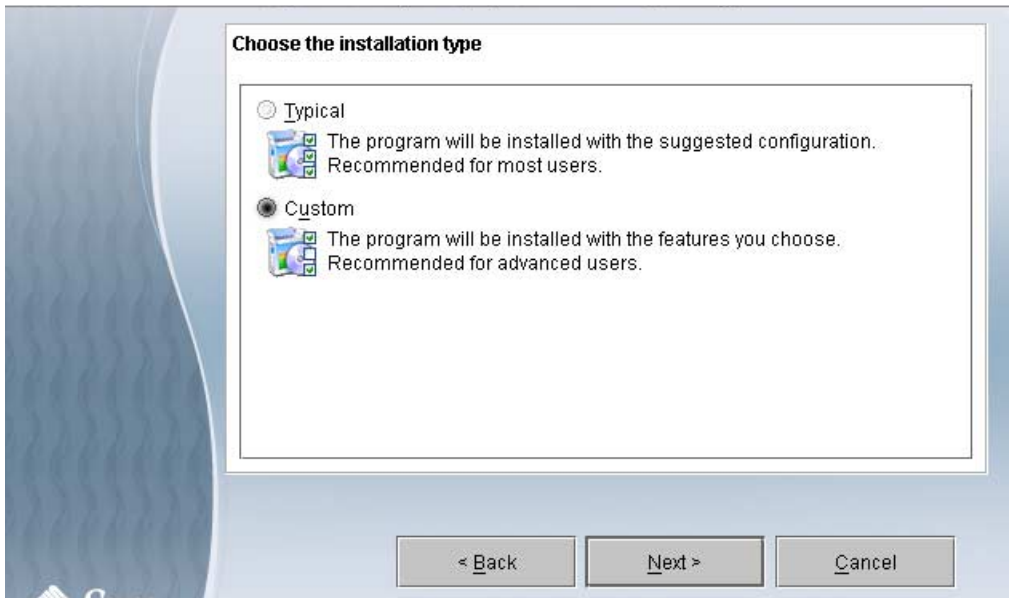 Choose the installation type
Typical
The program will be installed with the suggested configuration.
Recommended for most users.
Custom
The program will be installed with the features you choose.
Recommended for advanced users.
< Back
Next >
Cancel